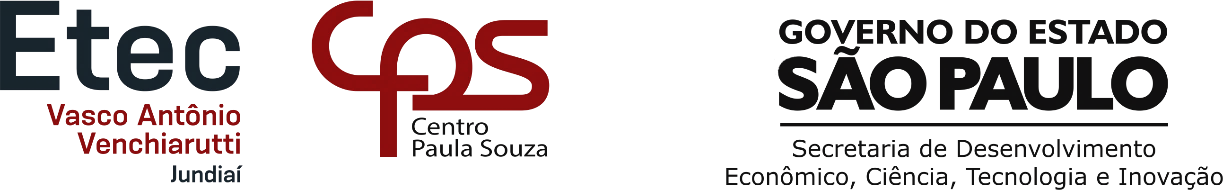 Etec
Vasco Antônio
Venchiarutti
Jundiaí
cps
Centro
Paula Souza
GOVERNO DO ESTADO
SÃO PAULO
Secretaria de Desenvolvimento
Econômico, Ciência, Tecnologia e Inovação